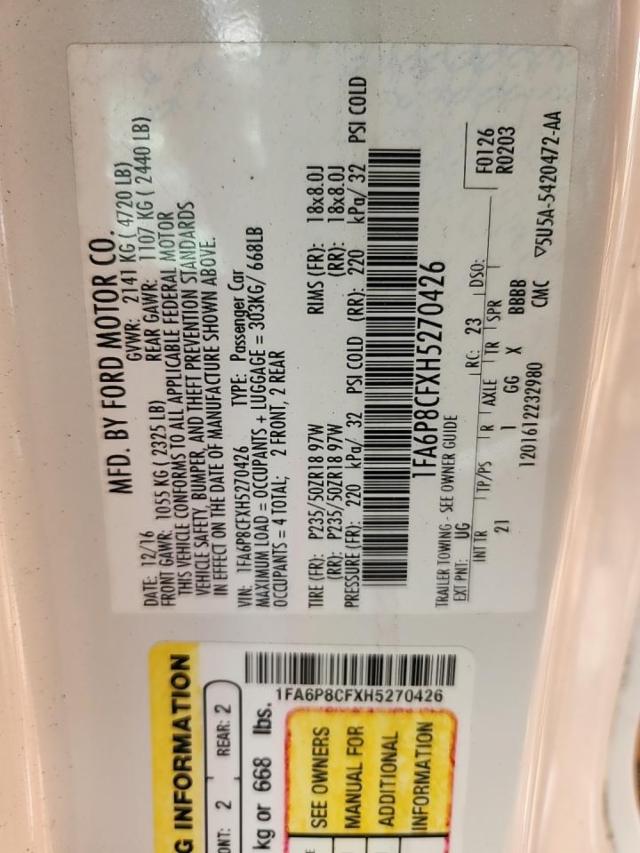 MFD. BY FORD MOTOR CO.
DATE: 12/16 GVWR: 2141 KG ( 4720 LB)
FRONT GAWR: 1055 KG ( 2325 LB) REAR GAWR: 1107 KG ( 2440 LB)
THIS VEHICLE CONFORMS TO ALL APPLICABLE FEDERAL MOTOR
VEHICLE SAFETY, BUMPER, AND THEFT PREVENTION STANDARDS
IN EFFECT ON THE DATE OF MANUFACTURE SHOWN ABOVE.
VIN: 1FA6P8CFXH5270426 TYPE: Passenger Car
MAXIMUM LOAD = OCCUPANTS + LUGGAGE = 303KG/ 668LB
OCCUPANTS = 4 TOTAL; 2 FRONT, 2 REAR
TIRE (FR): P235/50ZR18 97W RIMS (FR): 18x8.0J
(RR): P235/50ZR18 97W (RR): 18x8.0J
PRESSURE (FR): 220 kPa/ 32 PSI COLD (RR): 220 kPa/ 32 PSI COLD
1FA6P8CFXH5270426
TRAILER TOWING - SEE OWNER GUIDE
EXT PNT: UG RC: 23 DSO: F0126
R0203
INT TR TP/PS R AXLE TR SPR
21 1 GG X BBBB
1201612232980 CMC ▽5U5A-5420472-AA
G INFORMATION
ONT: 2 REAR: 2
kg or 668 lbs.
1FA6P8CFXH5270426
SEE OWNERS
MANUAL FOR
ADDITIONAL
INFORMATION